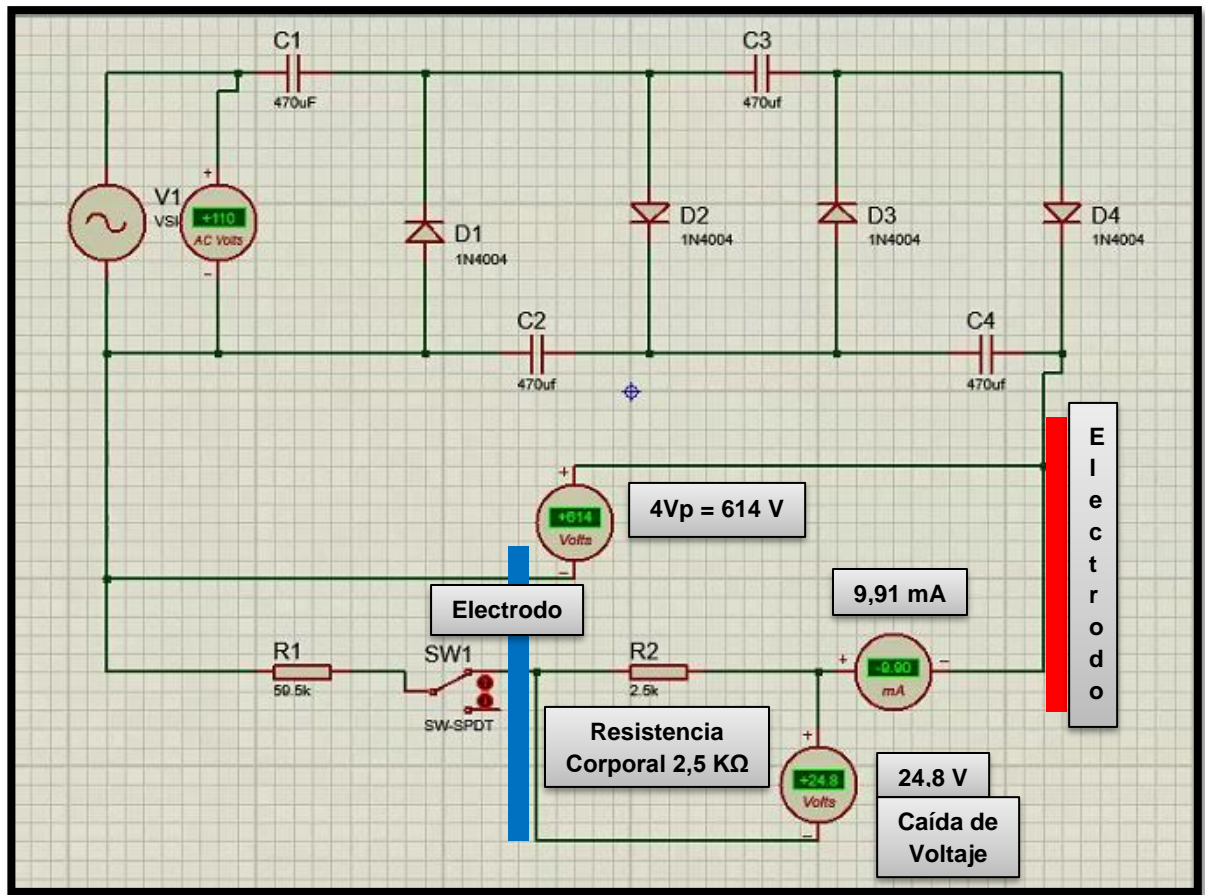 C1
470uF
C3
470uf
V1
VSI
+
+110
AC Volts
−
D1
1N4004
D2
1N4004
D3
1N4004
D4
1N4004
C2
470uf
C4
470uf
+
+614
Volts
−
4Vp = 614 V
Electrodo
Electrodo
9,91 mA
R1
59.5k
SW1
SW-SPDT
R2
2.5k
+
-9.90
mA
−
Resistencia
Corporal 2,5 KΩ
+
+24.8
Volts
−
24.8 V
Caída de
Voltaje